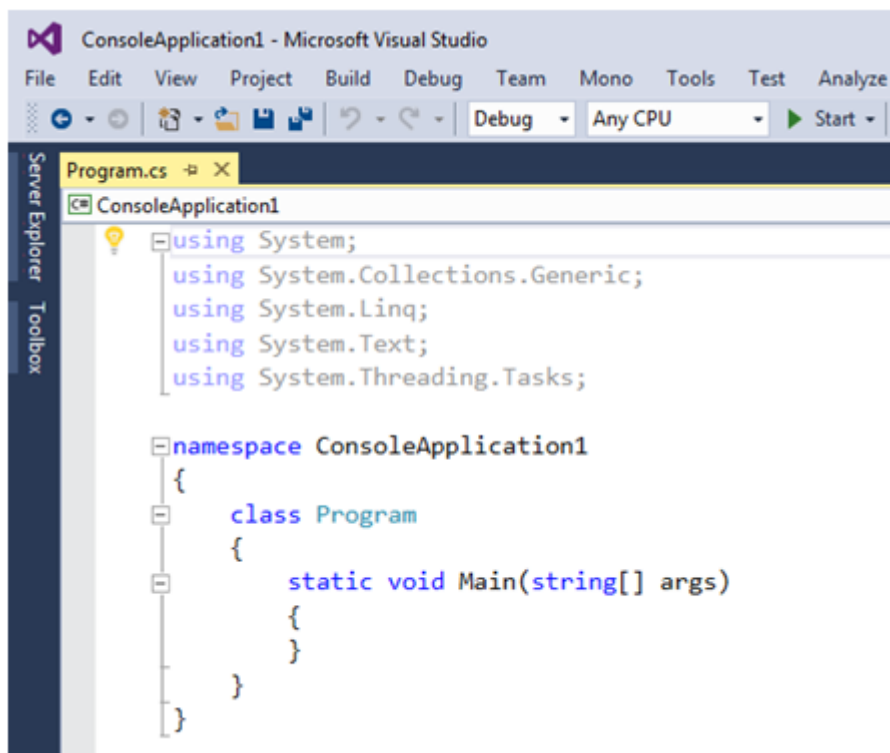 ConsoleApplication1 - Microsoft Visual Studio
File Edit View Project Build Debug Team Mono Tools Test Analyze
Debug Any CPU Start
Server Explorer
Toolbox
Program.cs
C# ConsoleApplication1
using System;
using System.Collections.Generic;
using System.Linq;
using System.Text;
using System.Threading.Tasks;
namespace ConsoleApplication1
{
class Program
{
static void Main(string[] args)
{
}
}
}